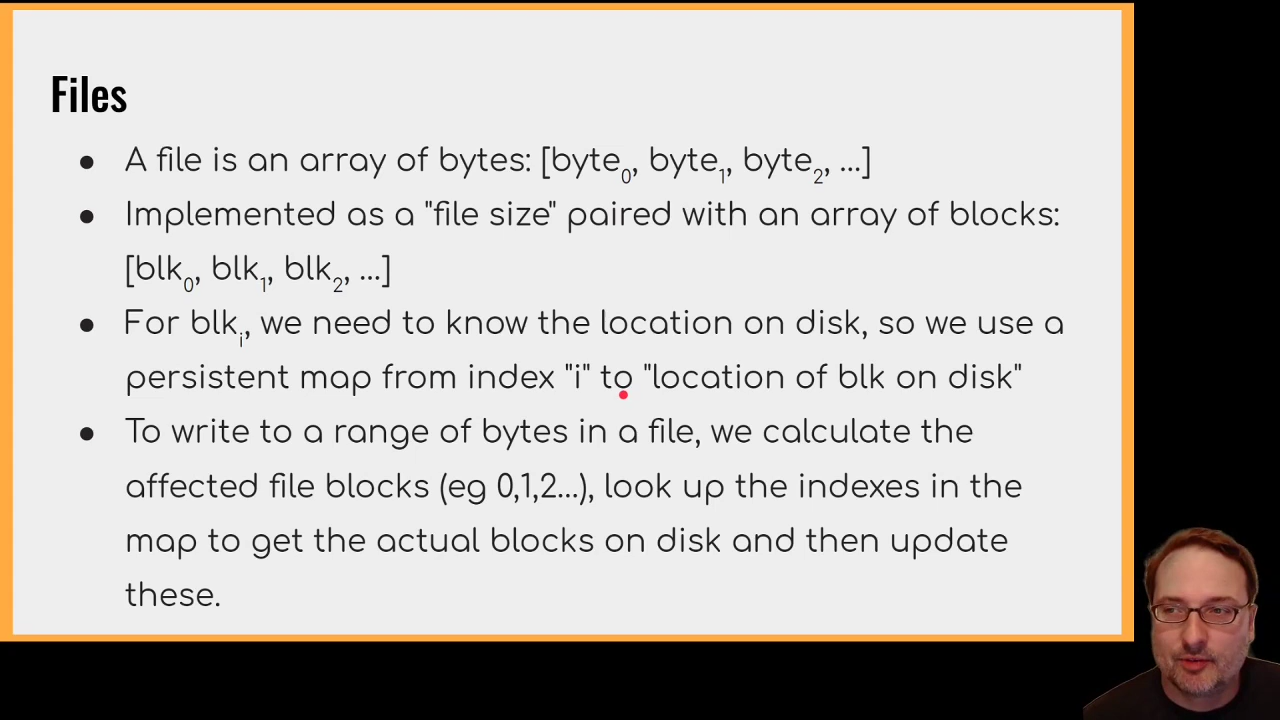 Files
● A file is an array of bytes: [byte₀, byte₁, byte₂, ...]
● Implemented as a "file size" paired with an array of blocks:
[blk₀, blk₁, blk₂, ...]
● For blkᵢ, we need to know the location on disk, so we use a
persistent map from index "i" to "location of blk on disk"
● To write to a range of bytes in a file, we calculate the
affected file blocks (eg 0,1,2...), look up the indexes in the
map to get the actual blocks on disk and then update
these.